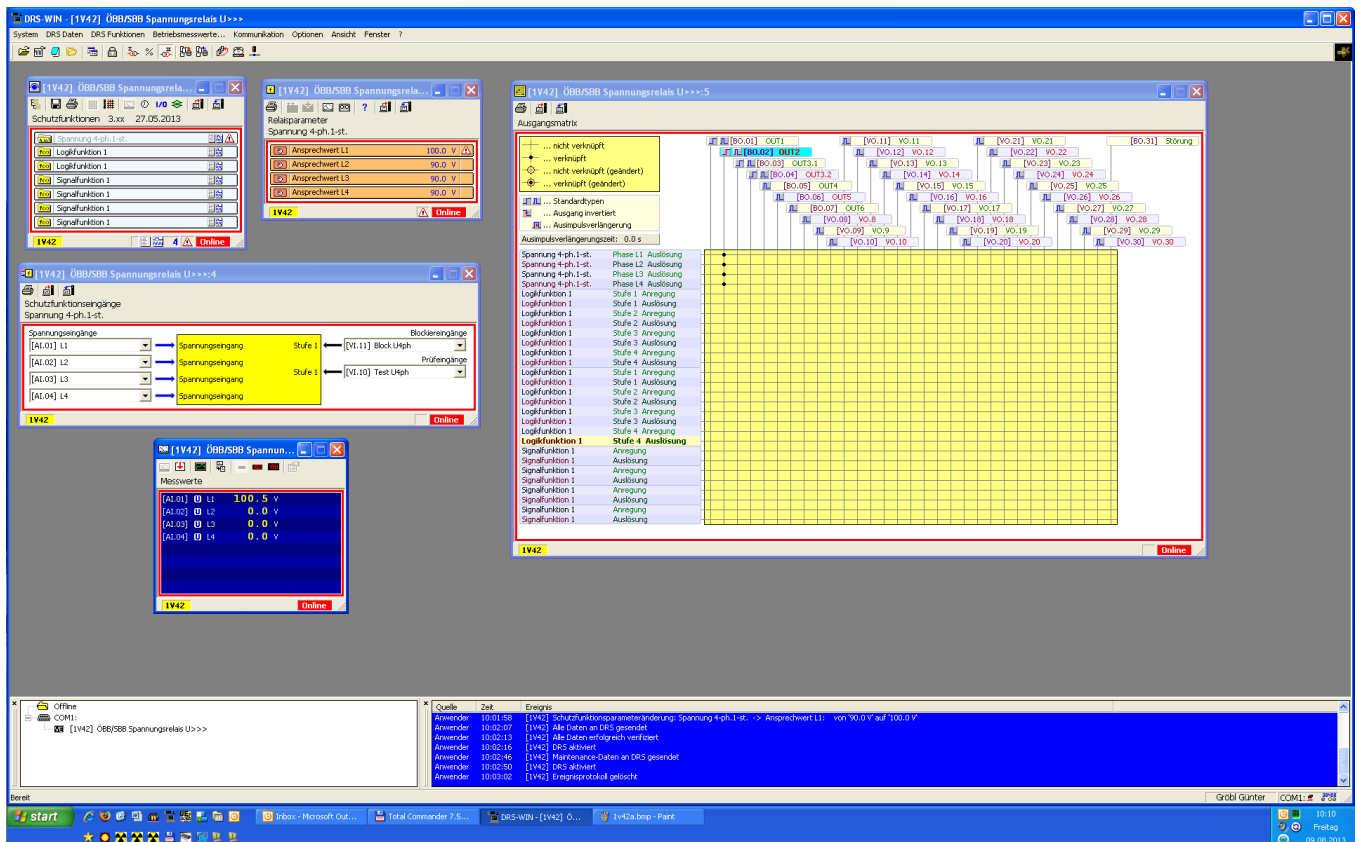 DRS-WIN - [1V42] ÖBB/SBB Spannungsrelais U>>>
System DRS Daten DRS Funktionen Betriebsmesswerte... Kommunikation Optionen Ansicht Fenster ?
[1V42] ÖBB/SBB Spannungsrela...
I/O
Schutzfunktionen 3.xx 27.05.2013
Spannung 4-ph.1-st.
f(xx) Logikfunktion 1
f(xx) Logikfunktion 1
f(xx) Signalfunktion 1
f(xx) Signalfunktion 1
f(xx) Signalfunktion 1
f(xx) Signalfunktion 1
1V42 4 Online
[1V42] ÖBB/SBB Spannungsrela...
Relaisparameter
Spannung 4-ph.1-st.
Ansprechwert L1 100.0 V
Ansprechwert L2 90.0 V
Ansprechwert L3 90.0 V
Ansprechwert L4 90.0 V
1V42 Online
[1V42] ÖBB/SBB Spannungsrelais U>>>:4
Schutzfunktionseingänge
Spannung 4-ph.1-st.
Spannungseingänge Blockiereingänge
[AI.01] L1 Spannungseingang Stufe 1 [VI.11] Block U4ph
[AI.02] L2 Spannungseingang Prüfeingänge
[AI.03] L3 Spannungseingang Stufe 1 [VI.10] Test U4ph
[AI.04] L4 Spannungseingang
1V42 Online
[1V42] ÖBB/SBB Spannun...
Messwerte
[AI.01] U L1 100.5 V
[AI.02] U L2 0.0 V
[AI.03] U L3 0.0 V
[AI.04] U L4 0.0 V
1V42 Online
[1V42] ÖBB/SBB Spannungsrelais U>>>:5
Ausgangsmatrix
... nicht verknüpft
... verknüpft
... nicht verknüpft (geändert)
... verknüpft (geändert)
... Standardtypen
... Ausgang invertiert
... Ausimpulsverlängerung
Ausimpulsverlängerungszeit: 0.0 s
[BO.01] OUT1 [VO.11] VO.11 [VO.21] VO.21 [BO.31] Störung
[BO.02] OUT2 [VO.12] VO.12 [VO.22] VO.22
[BO.03] OUT3.1 [VO.13] VO.13 [VO.23] VO.23
[BO.04] OUT3.2 [VO.14] VO.14 [VO.24] VO.24
[BO.05] OUT4 [VO.15] VO.15 [VO.25] VO.25
[BO.06] OUT5 [VO.16] VO.16 [VO.26] VO.26
[BO.07] OUT6 [VO.17] VO.17 [VO.27] VO.27
[VO.08] VO.8 [VO.18] VO.18 [VO.28] VO.28
[VO.09] VO.9 [VO.19] VO.19 [VO.29] VO.29
[VO.10] VO.10 [VO.20] VO.20 [VO.30] VO.30
Spannung 4-ph.1-st. Phase L1 Auslösung
Spannung 4-ph.1-st. Phase L2 Auslösung
Spannung 4-ph.1-st. Phase L3 Auslösung
Spannung 4-ph.1-st. Phase L4 Auslösung
Logikfunktion 1 Stufe 1 Anregung
Logikfunktion 1 Stufe 1 Auslösung
Logikfunktion 1 Stufe 2 Anregung
Logikfunktion 1 Stufe 2 Auslösung
Logikfunktion 1 Stufe 3 Anregung
Logikfunktion 1 Stufe 3 Auslösung
Logikfunktion 1 Stufe 4 Anregung
Logikfunktion 1 Stufe 4 Auslösung
Logikfunktion 1 Stufe 1 Anregung
Logikfunktion 1 Stufe 1 Auslösung
Logikfunktion 1 Stufe 2 Anregung
Logikfunktion 1 Stufe 2 Auslösung
Logikfunktion 1 Stufe 3 Anregung
Logikfunktion 1 Stufe 3 Auslösung
Logikfunktion 1 Stufe 4 Anregung
Logikfunktion 1 Stufe 4 Auslösung
Signalfunktion 1 Anregung
Signalfunktion 1 Auslösung
Signalfunktion 1 Anregung
Signalfunktion 1 Auslösung
Signalfunktion 1 Anregung
Signalfunktion 1 Auslösung
Signalfunktion 1 Anregung
Signalfunktion 1 Auslösung
1V42 Online
Offline
COM1:
[1V42] ÖBB/SBB Spannungsrelais U>>>
Quelle Zeit Ereignis
Anwender 10:01:58 [1V42] Schutzfunktionsparameteränderung: Spannung 4-ph.1-st. -> Ansprechwert L1: von '90.0 V' auf '100.0 V'
Anwender 10:02:07 [1V42] Alle Daten an DRS gesendet
Anwender 10:02:13 [1V42] Alle Daten erfolgreich verifiziert
Anwender 10:02:16 [1V42] DRS aktiviert
Anwender 10:02:46 [1V42] Maintenance-Daten an DRS gesendet
Anwender 10:02:50 [1V42] DRS aktiviert
Anwender 10:03:02 [1V42] Ereignisprotokoll gelöscht
Bereit Gröbl Günter COM1:
start Inbox - Microsoft Out... Total Commander 7.5... DRS-WIN - [1V42] Ö... 1v42a.bmp - Paint 10:10
Freitag
09.08.2013